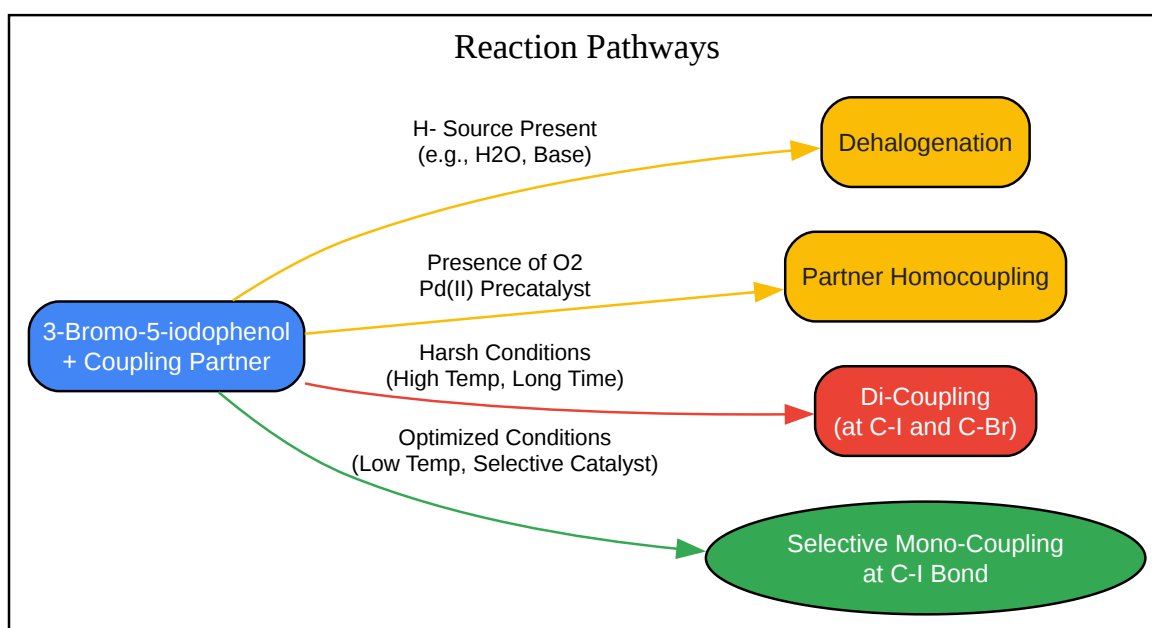 Reaction Pathways
H- Source Present
(e.g., H2O, Base)
Dehalogenation
Presence of O2
Pd(II) Precatalyst
Partner Homocoupling
3-Bromo-5-iodophenol
+ Coupling Partner
Harsh Conditions
(High Temp, Long Time)
Di-Coupling
(at C-I and C-Br)
Optimized Conditions
(Low Temp, Selective Catalyst)
Selective Mono-Coupling
at C-I Bond